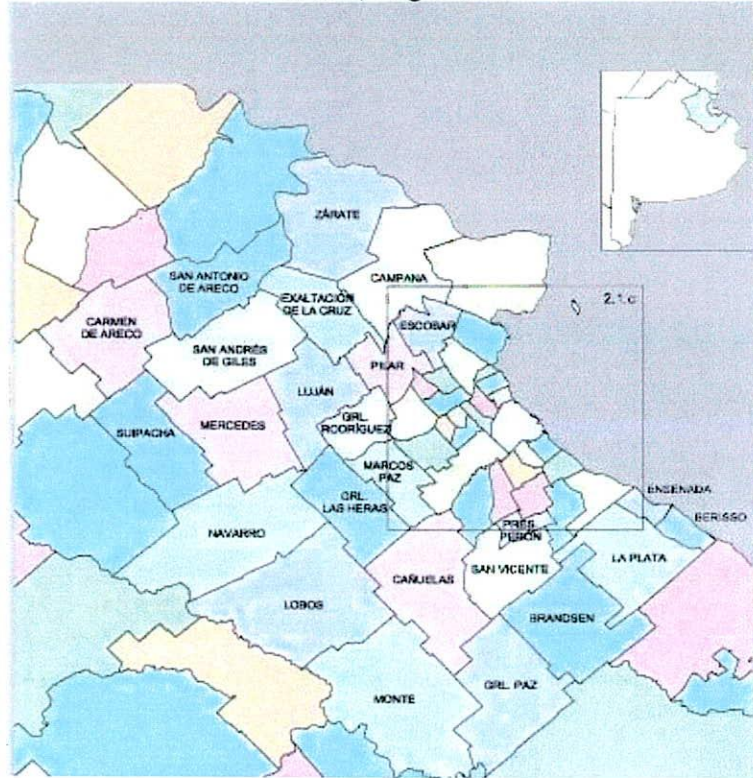 ZÁRATE
CAMPANA
SAN ANTONIO
DE ARECO
EXALTACIÓN
DE LA CRUZ
2.1.c
CARMEN
DE ARECO
SAN ANDRÉS
DE GILES
ESCOBAR
PILAR
LUJÁN
SUIPACHA
MERCEDES
GRL.
RODRÍGUEZ
MARCOS
PAZ
GRL.
LAS HERAS
ENSENADA
BERISSO
NAVARRO
PRES.
PERÓN
SAN VICENTE
LA PLATA
CAÑUELAS
LOBOS
BRANDSEN
MONTE
GRL. PAZ